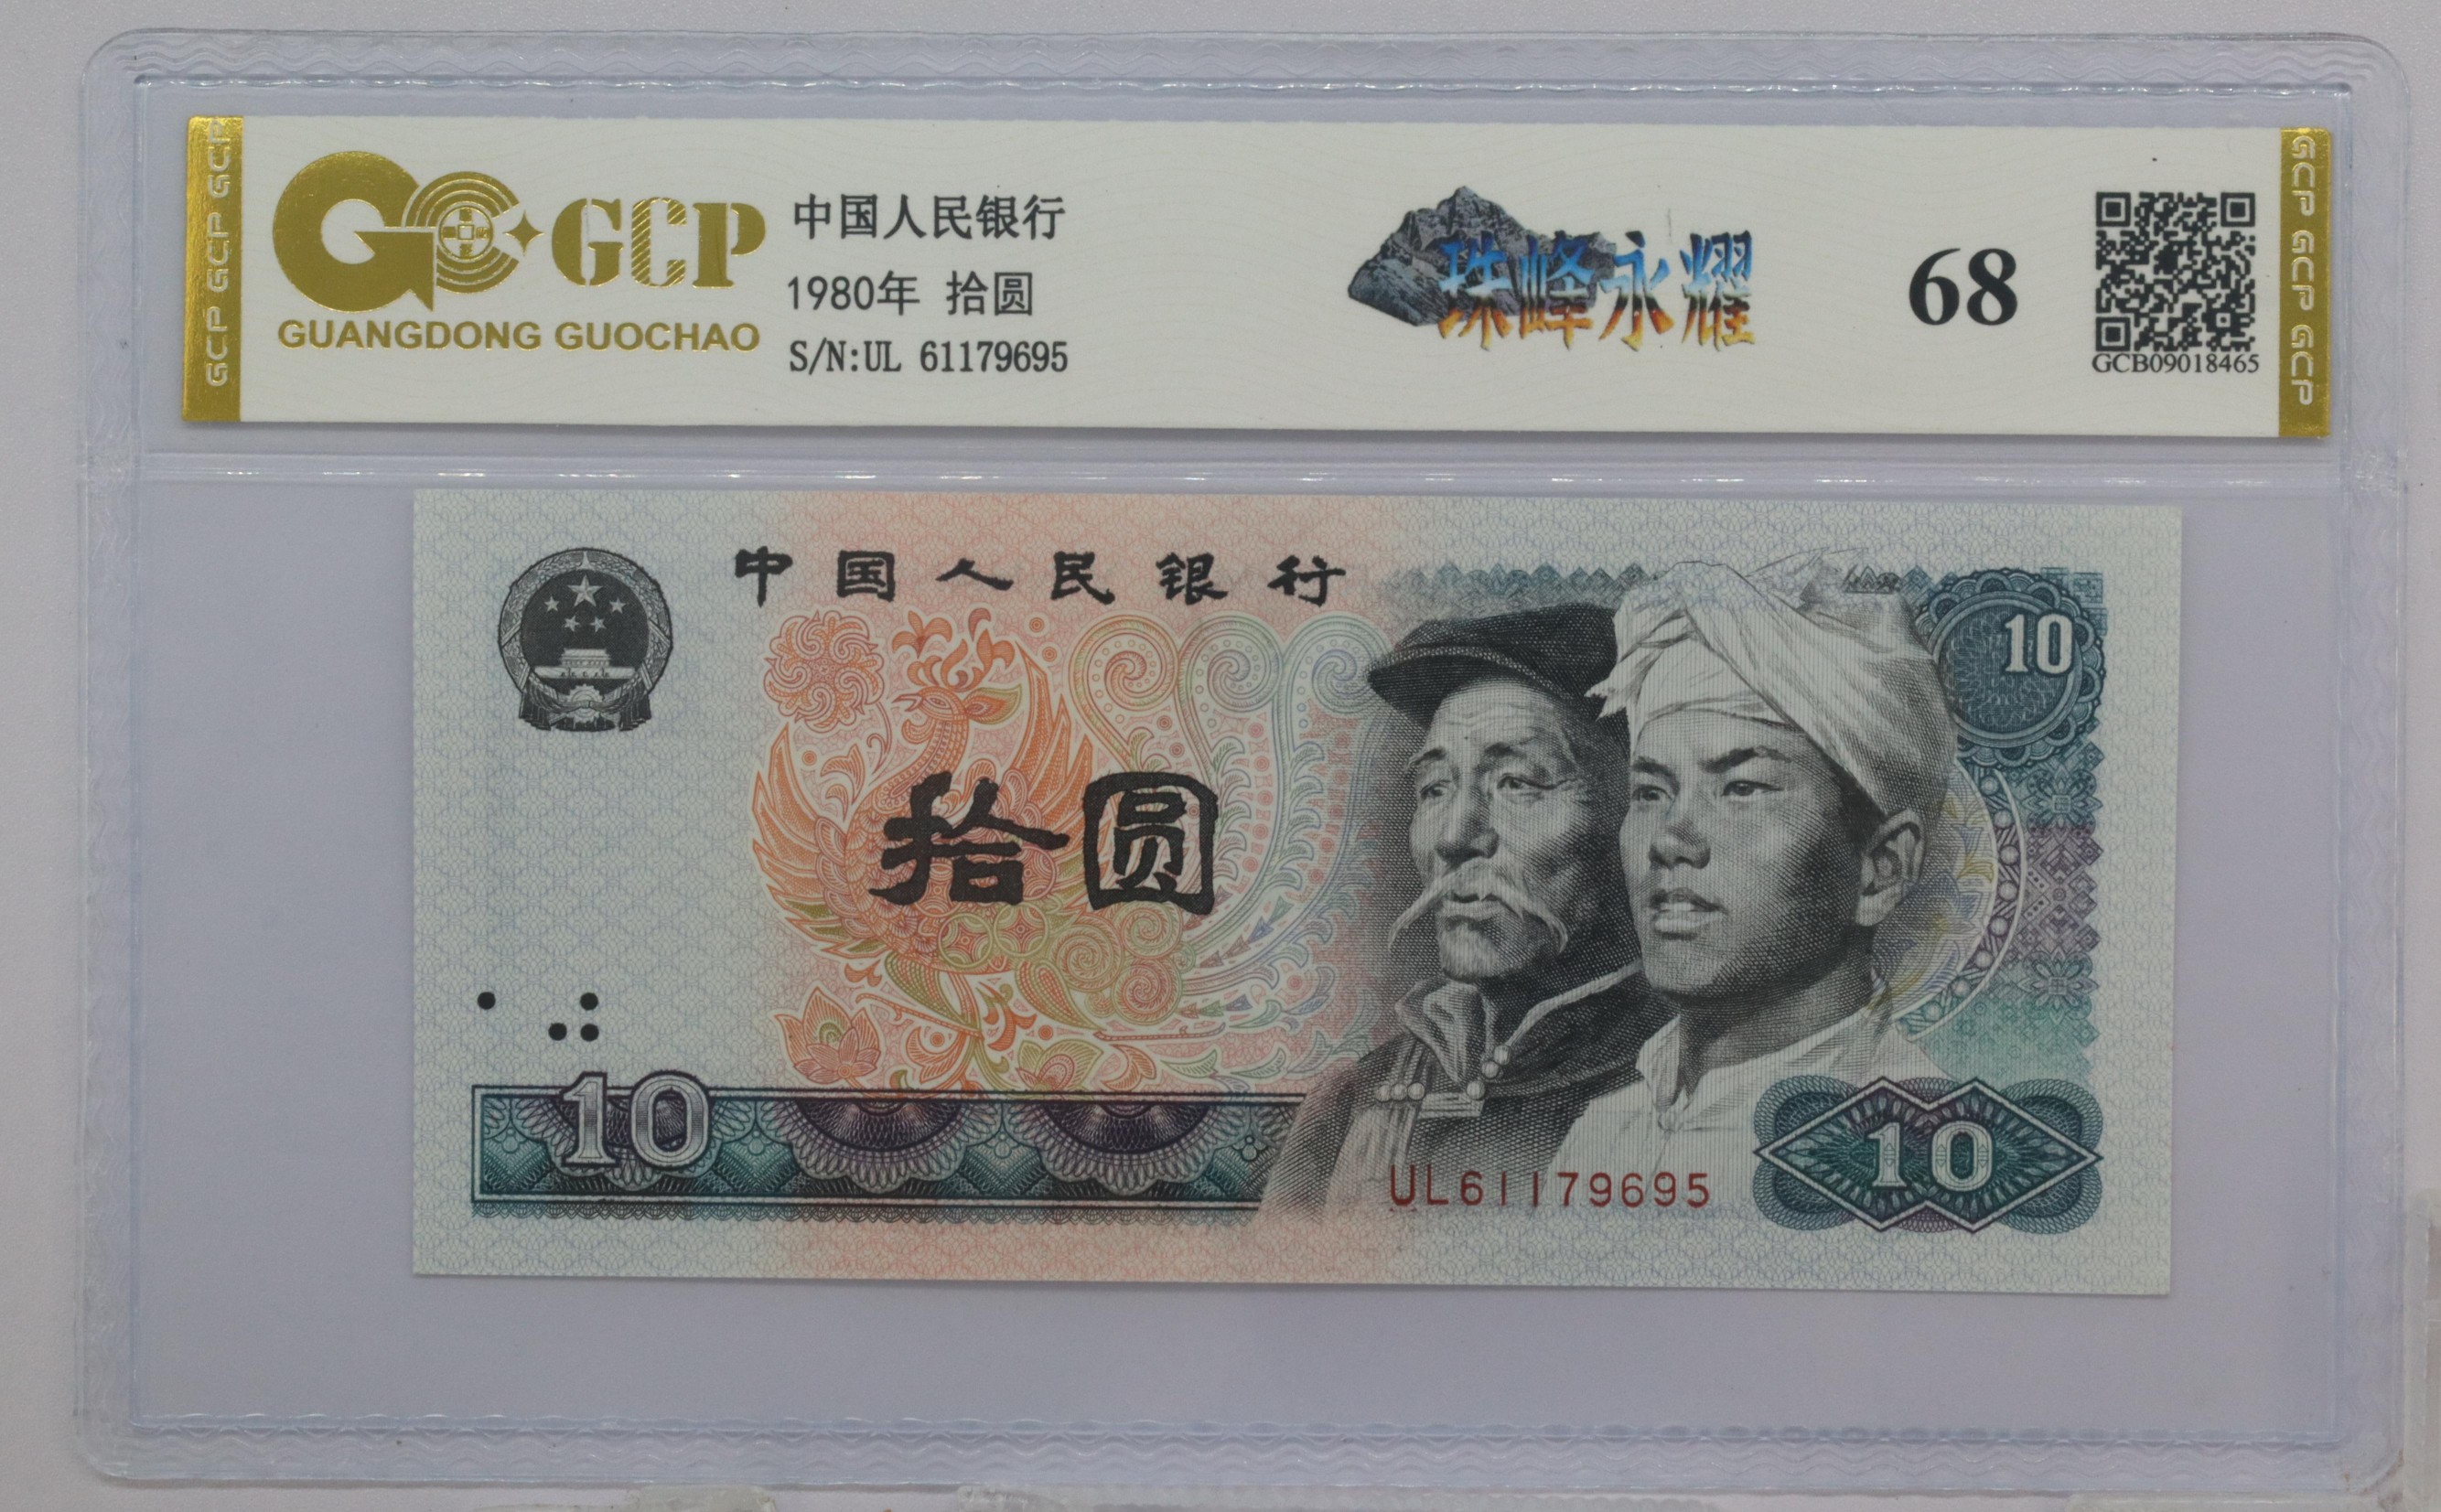 GCP GCP GCP GCP
GCP
GUANGDONG GUOCHAO
中国人民银行
1980年 拾圆
S/N:UL 61179695
珠峰永耀
68
GCB09018465
GCP GCP GCP GCP
中国人民银行
10
拾圆
10
UL61179695
10